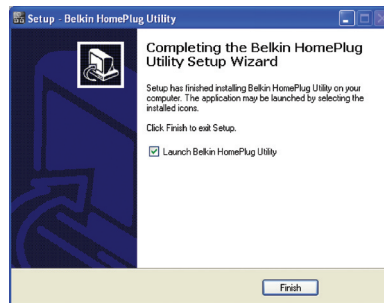 Setup - Belkin HomePlug Utility
Completing the Belkin HomePlug
Utility Setup Wizard
Setup has finished installing Belkin HomePlug Utility on your
computer. The application may be launched by selecting the
installed icons.
Click Finish to exit Setup.
Launch Belkin HomePlug Utility
Finish